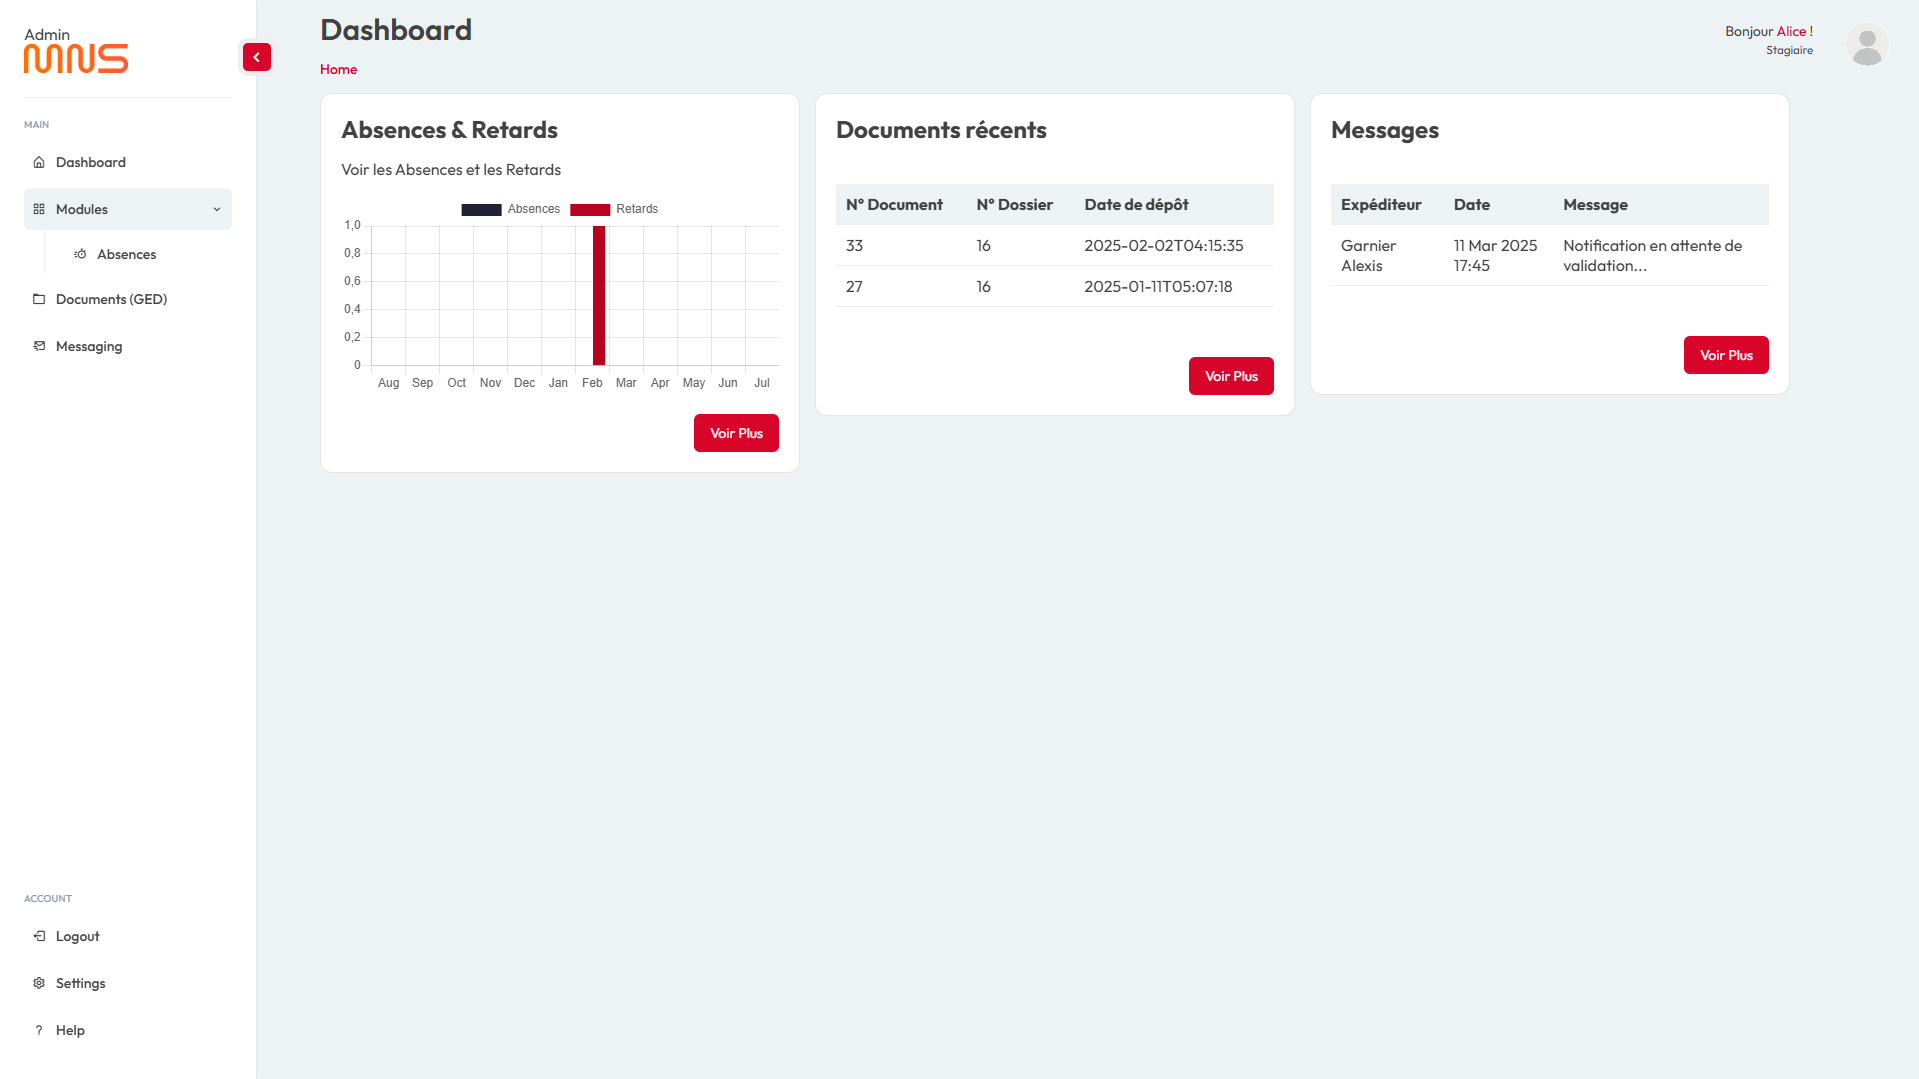 Admin
MNS
MAIN
Dashboard
Modules
Absences
Documents (GED)
Messaging
ACCOUNT
Logout
Settings
Help
Dashboard
Home
Bonjour Alice !
Stagiaire
Absences & Retards
Voir les Absences et les Retards
Absences Retards
1,0
0,8
0,6
0,4
0,2
0
Aug Sep Oct Nov Dec Jan Feb Mar Apr May Jun Jul
Voir Plus
Documents récents
N° Document N° Dossier Date de dépôt
33 16 2025-02-02T04:15:35
27 16 2025-01-11T05:07:18
Voir Plus
Messages
Expéditeur Date Message
Garnier 11 Mar 2025 Notification en attente de
Alexis 17:45 validation...
Voir Plus